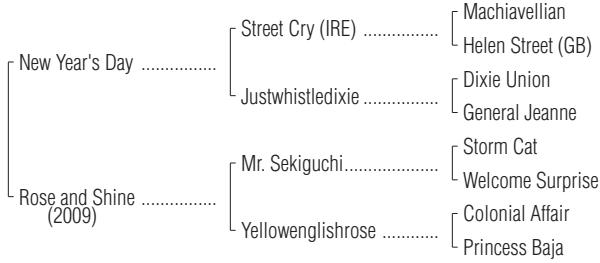 Machiavellian
Street Cry (IRE) ................
Helen Street (GB)
New Year's Day ................
Dixie Union
Justwhistledixie ................
General Jeanne
Storm Cat
Mr. Sekiguchi....................
Welcome Surprise
Rose and Shine ................
(2009)
Colonial Affair
Yellowenglishrose ............
Princess Baja